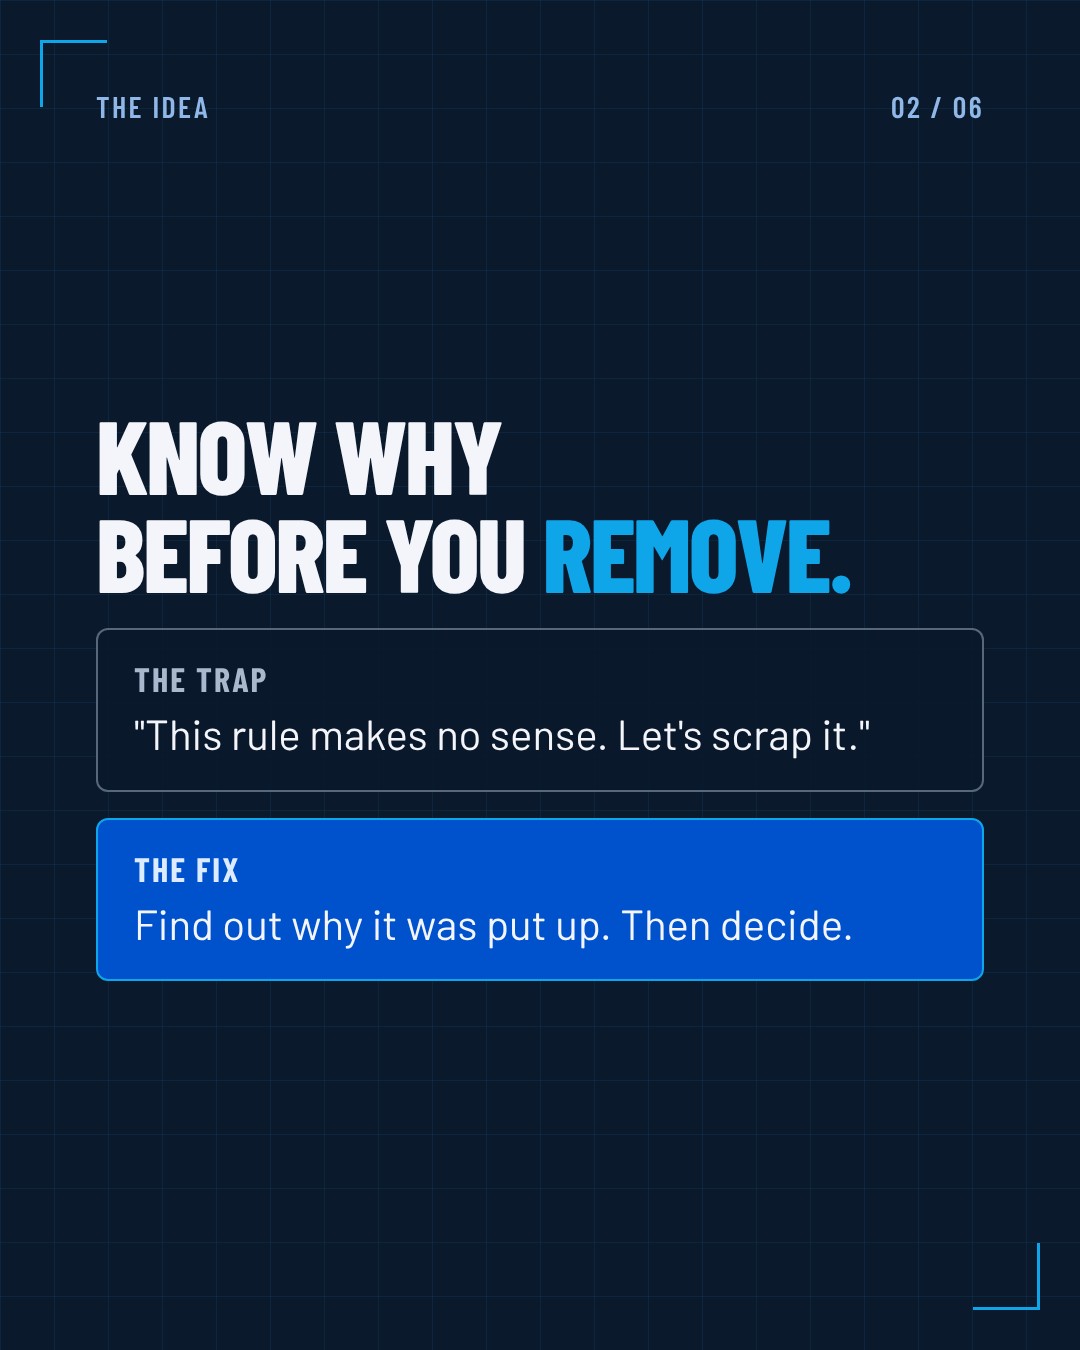 THE IDEA
02 / 06
KNOW WHY
BEFORE YOU REMOVE.
THE TRAP
"This rule makes no sense. Let's scrap it."
THE FIX
Find out why it was put up. Then decide.